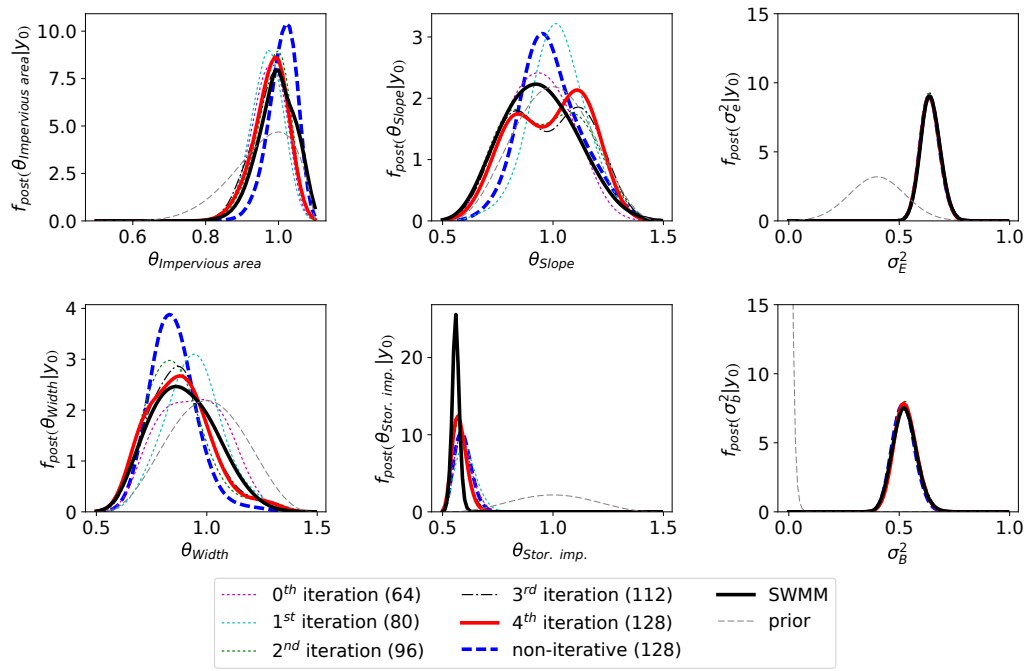 10.0
7.5
5.0
2.5
0.0
0.6 0.8 1.0
f_post(θ_Impervious area|y_0)
θ_Impervious area
3
2
1
0
0.5 1.0 1.5
f_post(θ_Slope|y_0)
θ_Slope
15
10
5
0
0.0 0.5 1.0
f_post(σ_e^2|y_0)
σ_E^2
4
3
2
1
0
0.5 1.0 1.5
f_post(θ_Width|y_0)
θ_Width
20
10
0
0.5 1.0 1.5
f_post(θ_Stor. imp.|y_0)
θ_Stor. imp.
15
10
5
0
0.0 0.5 1.0
f_post(σ_b^2|y_0)
σ_B^2
0^th iteration (64)
1^st iteration (80)
2^nd iteration (96)
3^rd iteration (112)
4^th iteration (128)
non-iterative (128)
SWMM
prior